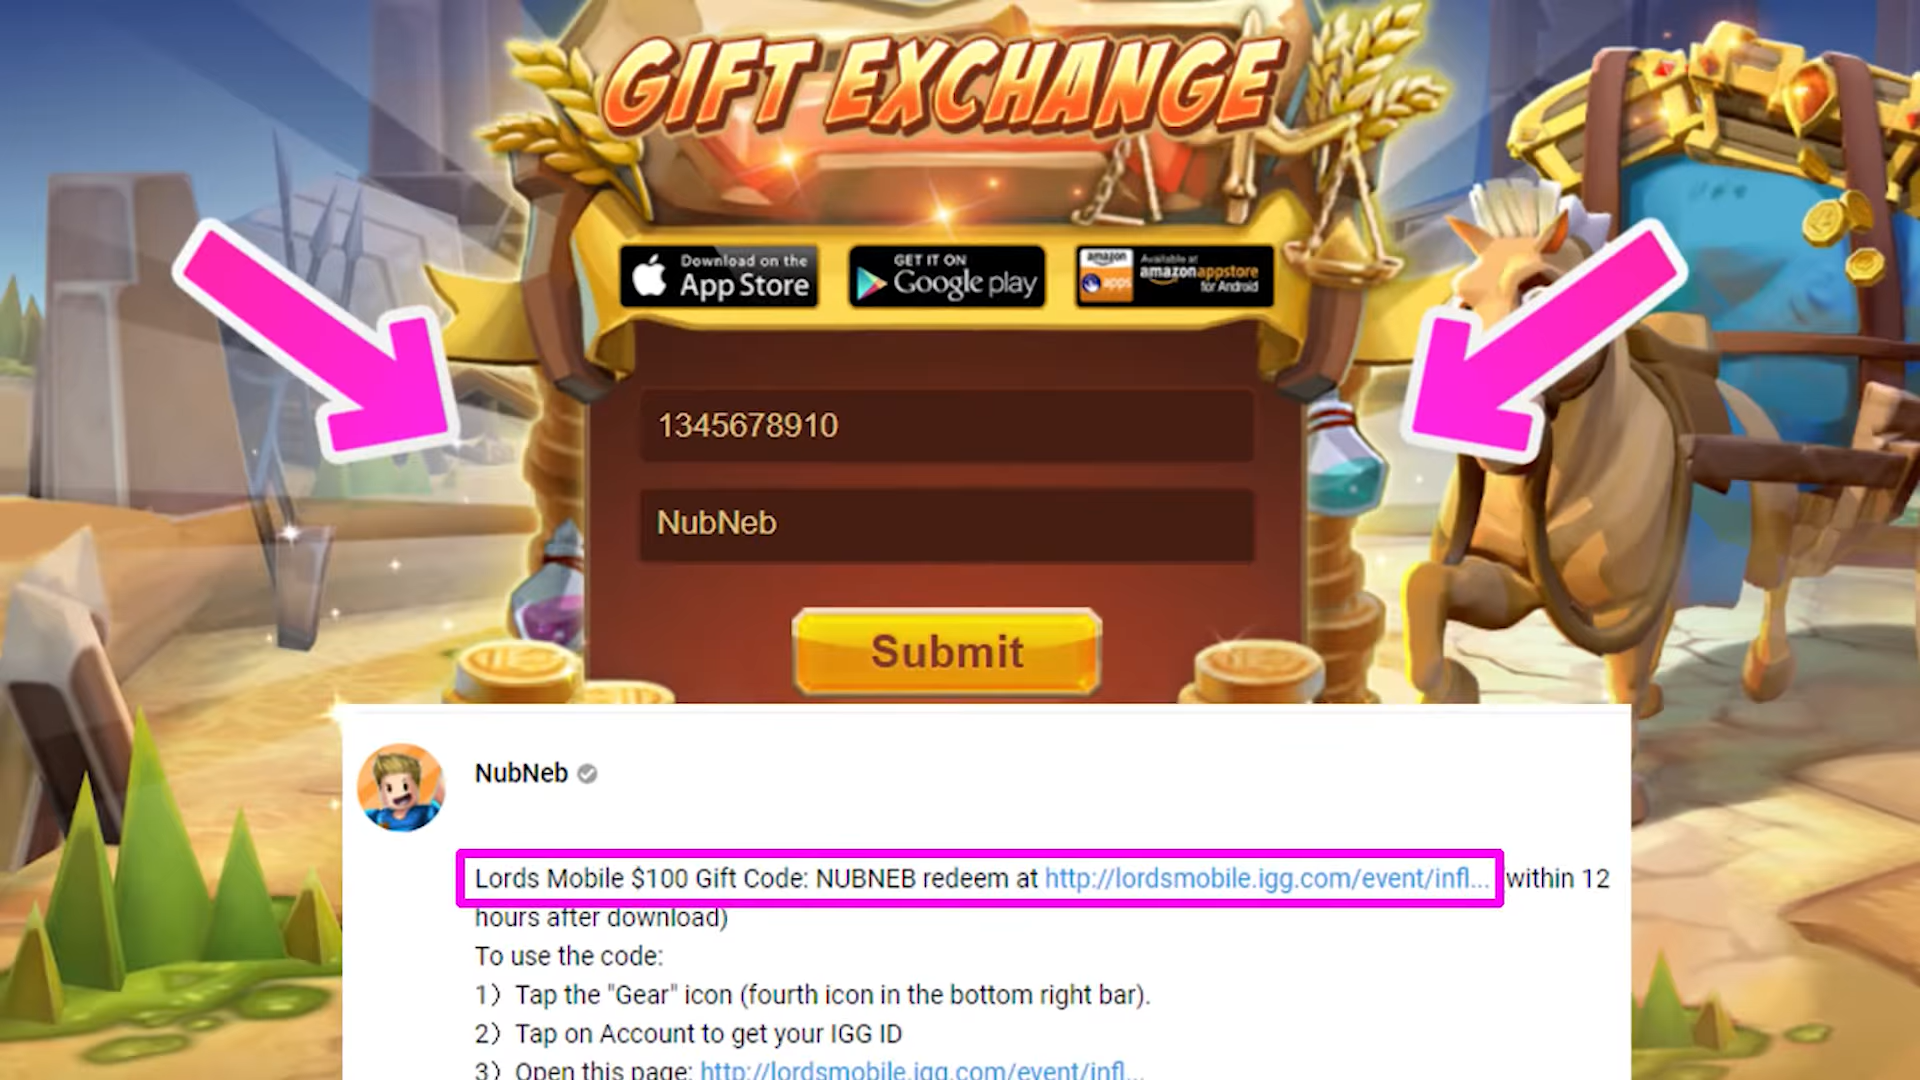 GIFT EXCHANGE
Download on the
App Store
GET IT ON
Google play
amazon
apps
Available at
amazonappstore
for Android
1345678910
NubNeb
Submit
NubNeb
Lords Mobile $100 Gift Code: NUBNEB redeem at http://lordsmobile.igg.com/event/infl... within 12
hours after download)
To use the code:
1) Tap the "Gear" icon (fourth icon in the bottom right bar).
2) Tap on Account to get your IGG ID
3) Open this page: http://lordsmobile.igg.com/event/infl...